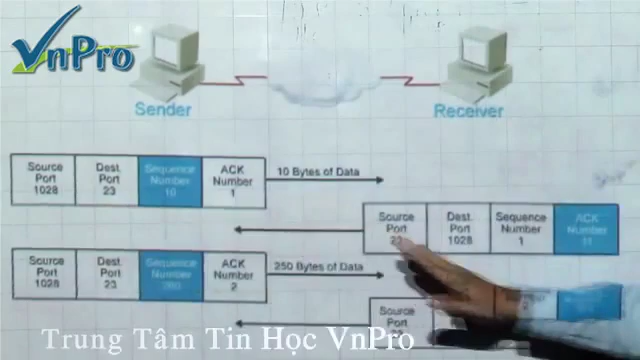 VnPro
Sender
Receiver
Source Port 1028
Dest. Port 23
Sequence Number 10
ACK Number 1
10 Bytes of Data
Source Port 23
Dest. Port 1028
Sequence Number 1
ACK Number 11
Source Port 1028
Dest. Port 23
Sequence Number
ACK Number 2
250 Bytes of Data
Source Port
Trung Tâm Tin Học VnPro